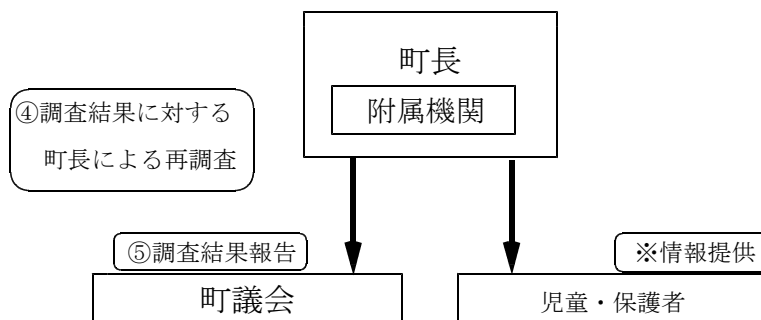 町長
附属機関
④調査結果に対する
町長による再調査
⑤調査結果報告
※情報提供
町議会
児童・保護者